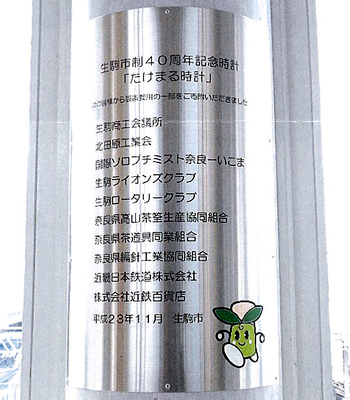 生駒市制40周年記念時計
「たけまる時計」
次の皆様から製作費用の一部をご寄附いただきました
生駒商工会議所
北田原工業会
国際ソロプチミスト奈良ーいこま
生駒ライオンズクラブ
生駒ロータリークラブ
奈良県高山茶筌生産協同組合
奈良県茶道具同業組合
奈良県編針工業協同組合
近畿日本鉄道株式会社
株式会社近鉄百貨店
平成23年11月 生駒市